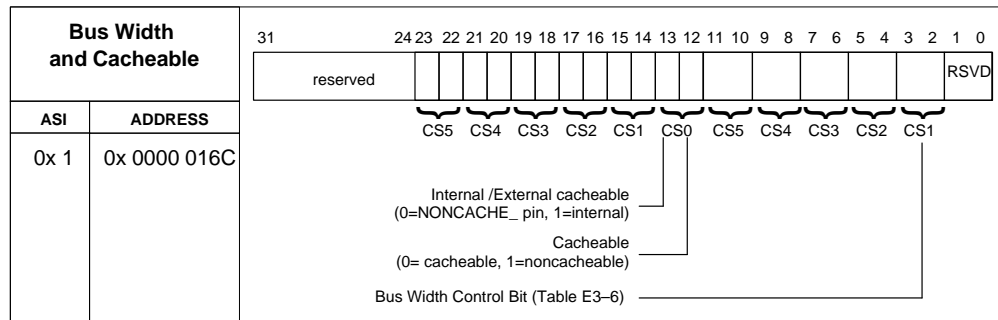 Bus Width
and Cacheable
31 24 23 22 21 20 19 18 17 16 15 14 13 12 11 10 9 8 7 6 5 4 3 2 1 0
reserved
RSVD
ASI ADDRESS
CS5 CS4 CS3 CS2 CS1 CS0 CS5 CS4 CS3 CS2 CS1
0x 1 0x 0000 016C
Internal /External cacheable
(0=NONCACHE_ pin, 1=internal)
Cacheable
(0= cacheable, 1=noncacheable)
Bus Width Control Bit (Table E3–6)